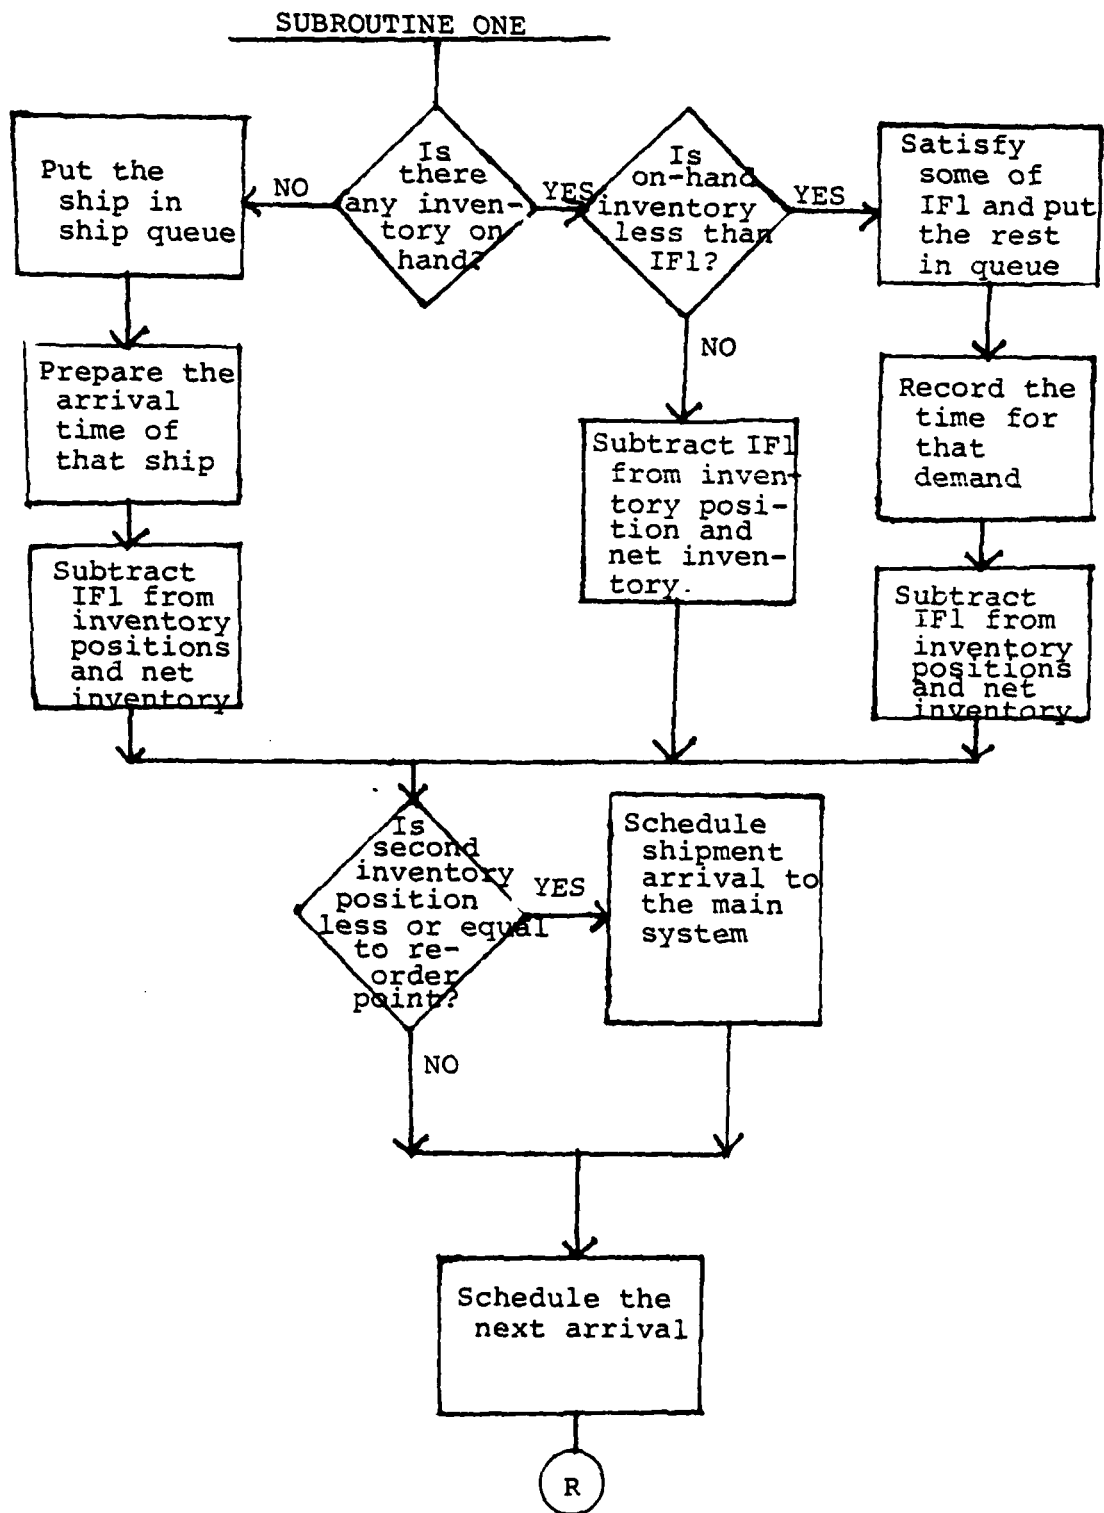 SUBROUTINE ONE
Put the
ship in
ship queue
NO
Is
there
any inven-
tory on
hand?
YES
Is
on-hand
inventory
less than
IF1?
YES
Satisfy
some of
IF1 and put
the rest
in queue
Prepare the
arrival
time of
that ship
NO
Subtract IF1
from inven-
tory posi-
tion and
net inven-
tory.
Record the
time for
that
demand
Subtract
IF1 from
inventory
positions
and net
inventory
Subtract
IF1 from
inventory
positions
and net
inventory
Is
second
inventory
position
less or equal
to re-
order
point?
YES
Schedule
shipment
arrival to
the main
system
NO
Schedule the
next arrival
R